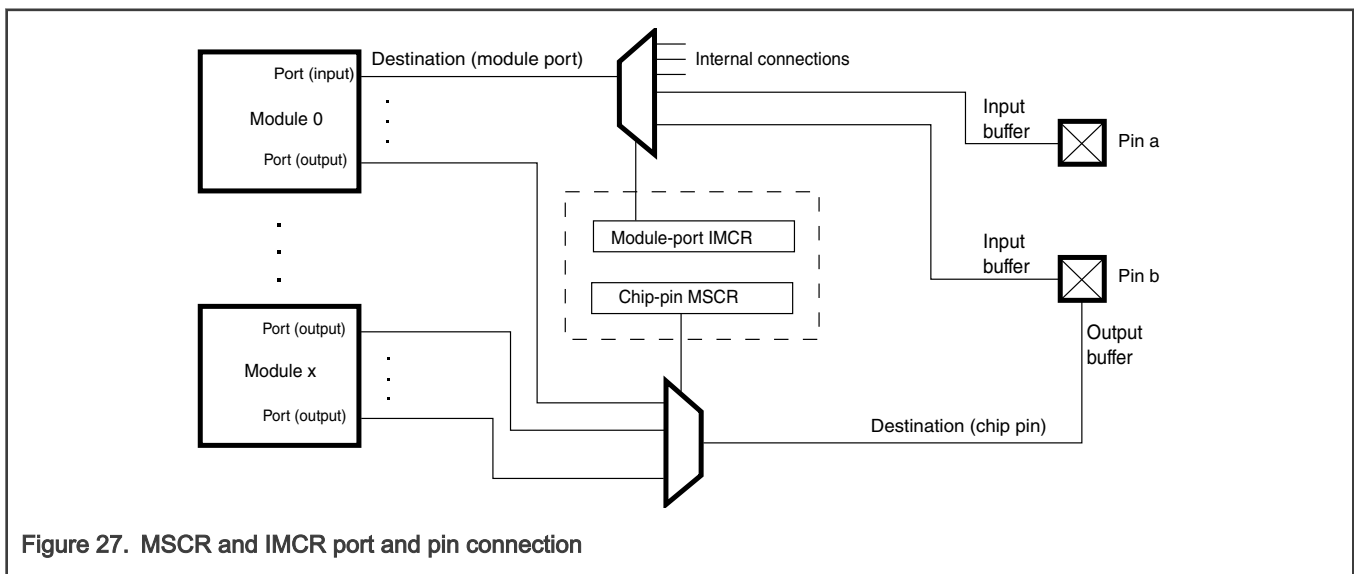 Port (input)
Module 0
Port (output)
Destination (module port)
Internal connections
Input
buffer
Pin a
Module-port IMCR
Chip-pin MSCR
Input
buffer
Pin b
Output
buffer
Port (output)
Module x
Port (output)
Destination (chip pin)
Figure 27. MSCR and IMCR port and pin connection